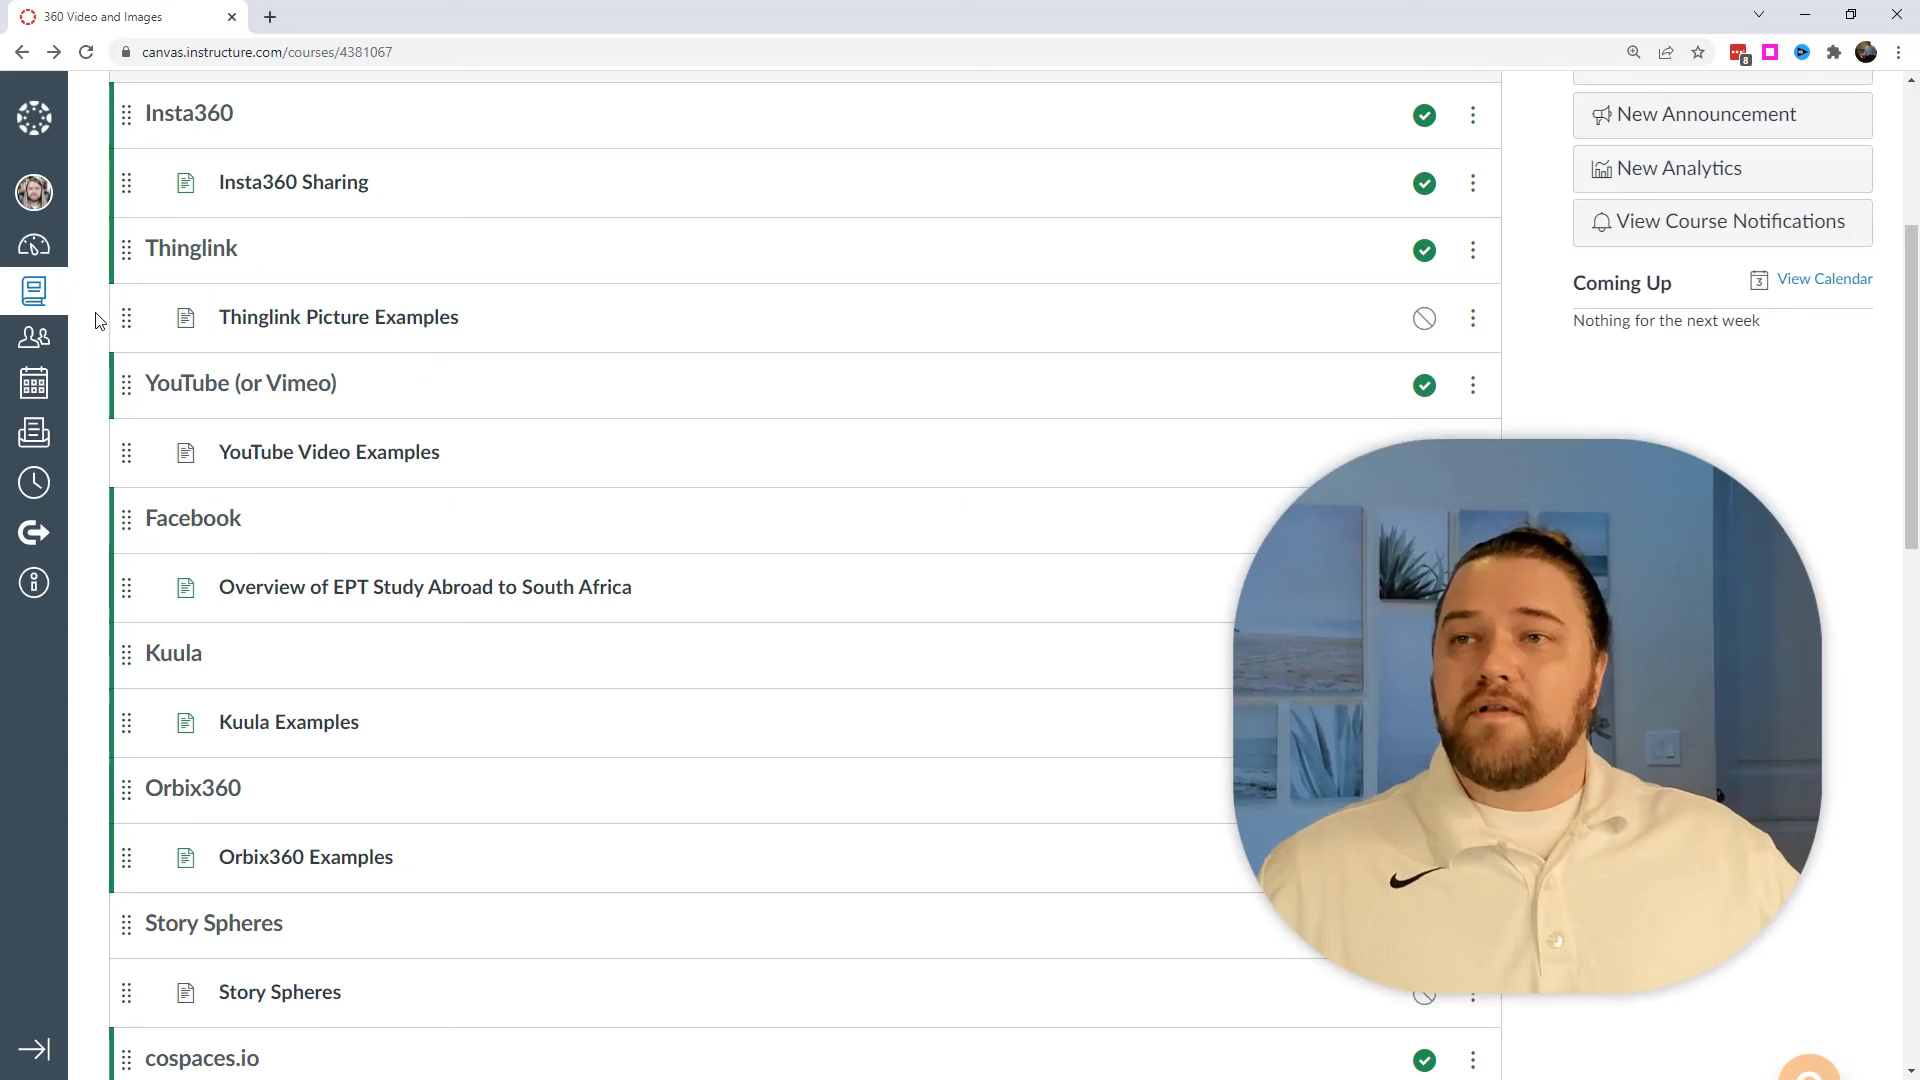 360 Video and Images
canvas.instructure.com/courses/4381067
8
Insta360
Insta360 Sharing
Thinglink
Thinglink Picture Examples
YouTube (or Vimeo)
YouTube Video Examples
Facebook
Overview of EPT Study Abroad to South Africa
Kuula
Kuula Examples
Orbix360
Orbix360 Examples
Story Spheres
Story Spheres
cospaces.io
New Announcement
New Analytics
View Course Notifications
Coming Up
3
View Calendar
Nothing for the next week